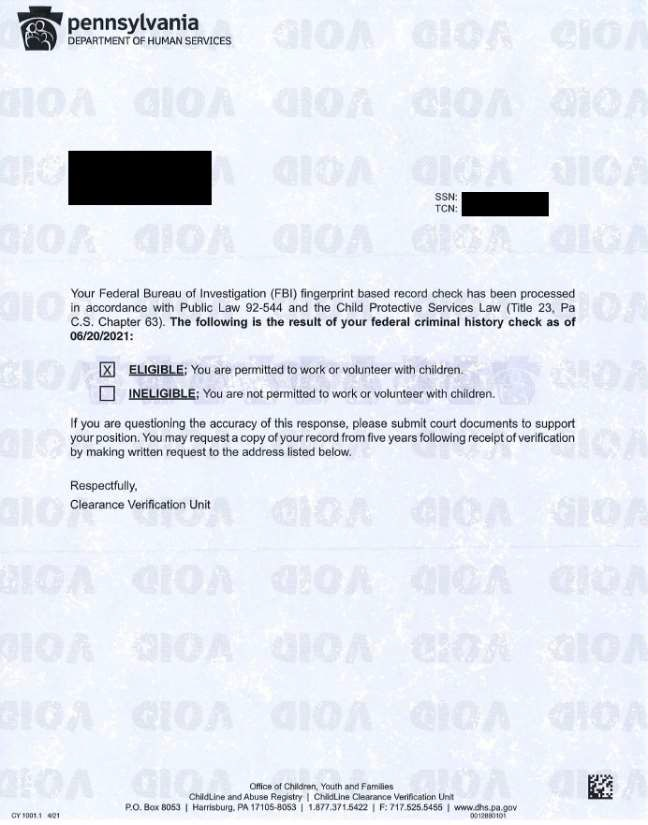 pennsylvania
DEPARTMENT OF HUMAN SERVICES
SSN:
TCN:
Your Federal Bureau of Investigation (FBI) fingerprint based record check has been processed
in accordance with Public Law 92-544 and the Child Protective Services Law (Title 23, Pa
C.S. Chapter 63). The following is the result of your federal criminal history check as of
06/20/2021:
X ELIGIBLE; You are permitted to work or volunteer with children.
INELIGIBLE; You are not permitted to work or volunteer with children.
If you are questioning the accuracy of this response, please submit court documents to support
your position. You may request a copy of your record from five years following receipt of verification
by making written request to the address listed below.
Respectfully,
Clearance Verification Unit
Office of Children, Youth and Families
ChildLine and Abuse Registry | ChildLine Clearance Verification Unit
P.O. Box 8053 | Harrisburg, PA 17105-8053 | 1.877.371.5422 | F: 717.525.5455 | www.dhs.pa.gov
CY 1001.1 4/21
0012880101